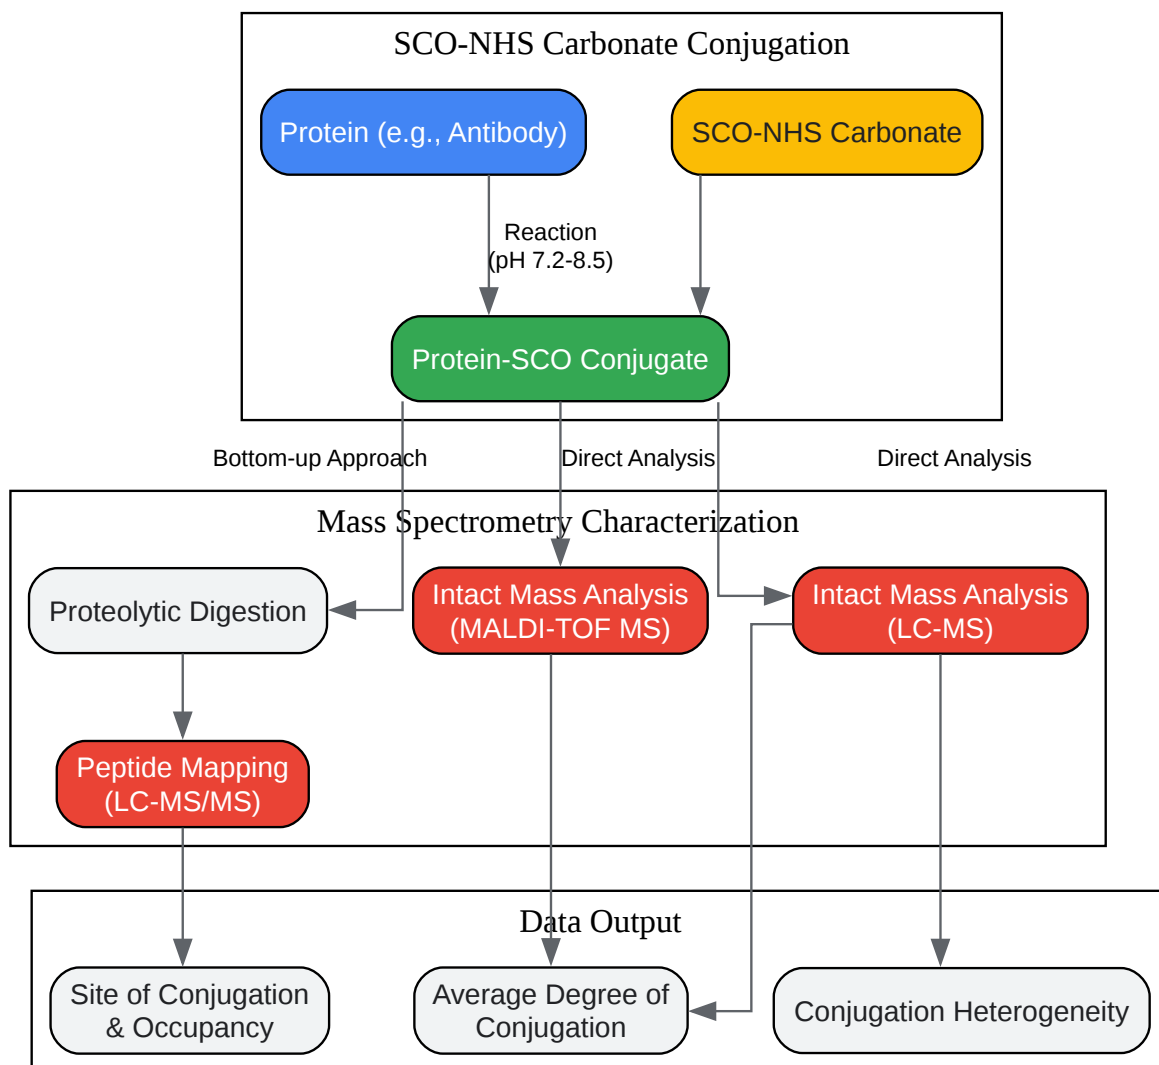 SCO-NHS Carbonate Conjugation
Protein (e.g., Antibody)
SCO-NHS Carbonate
Reaction
(pH 7.2-8.5)
Protein-SCO Conjugate
Bottom-up Approach
Direct Analysis
Direct Analysis
Mass Spectrometry Characterization
Proteolytic Digestion
Intact Mass Analysis
(MALDI-TOF MS)
Intact Mass Analysis
(LC-MS)
Peptide Mapping
(LC-MS/MS)
Data Output
Site of Conjugation
& Occupancy
Average Degree of
Conjugation
Conjugation Heterogeneity